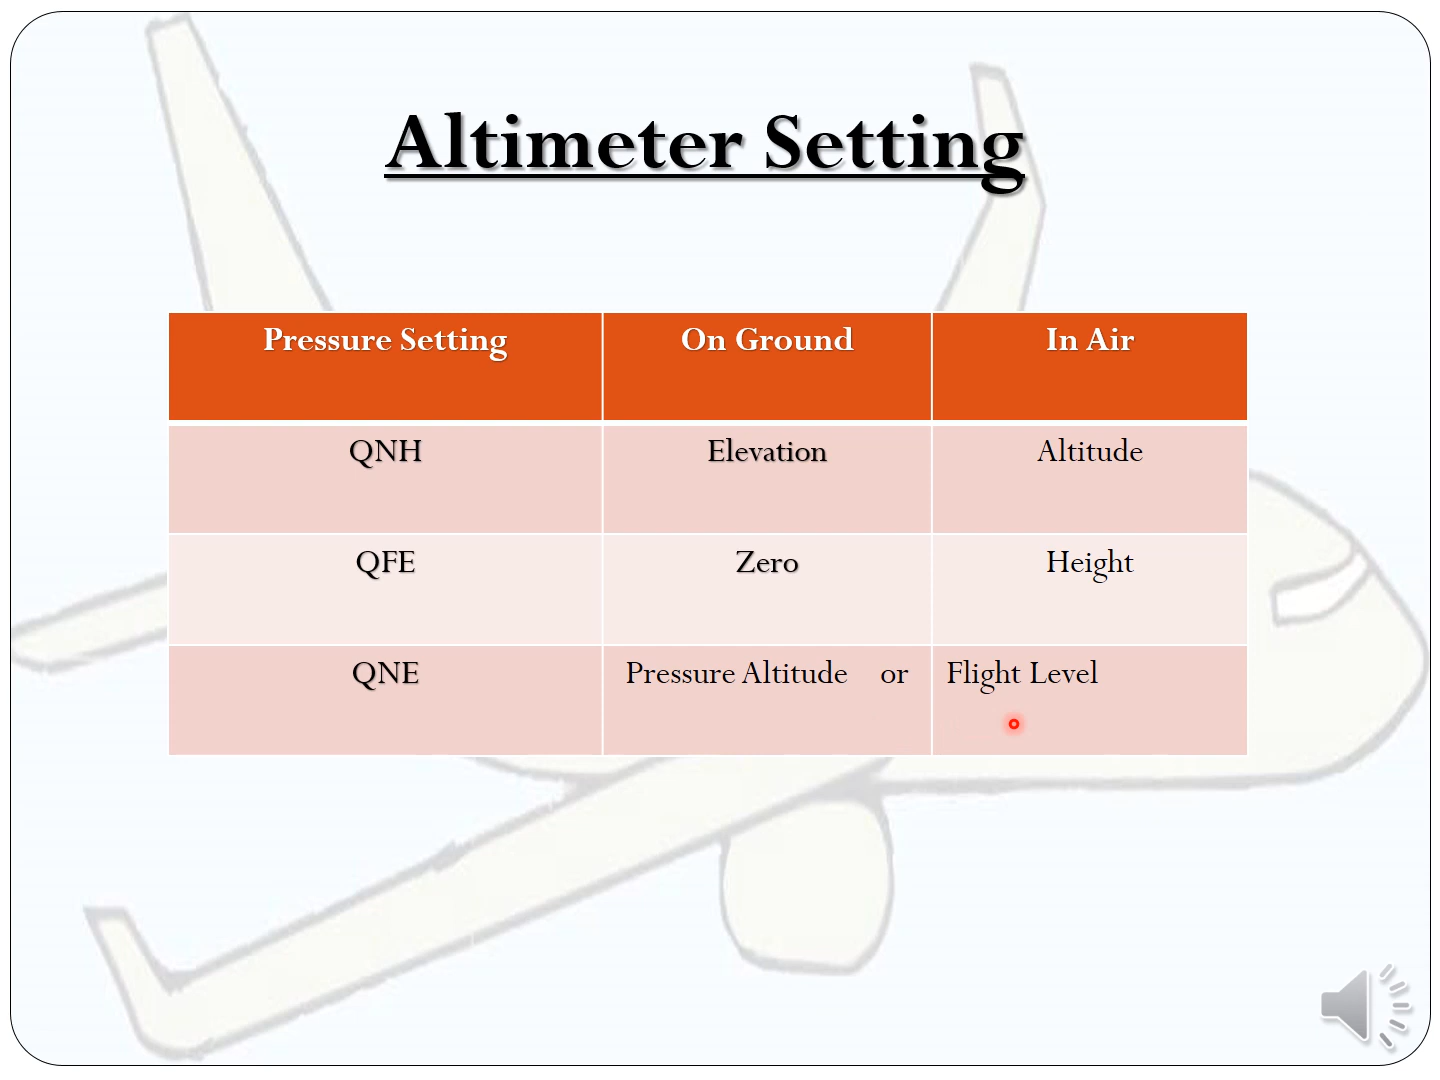 Altimeter Setting
Pressure Setting On Ground In Air
QNH Elevation Altitude
QFE Zero Height
QNE Pressure Altitude or Flight Level